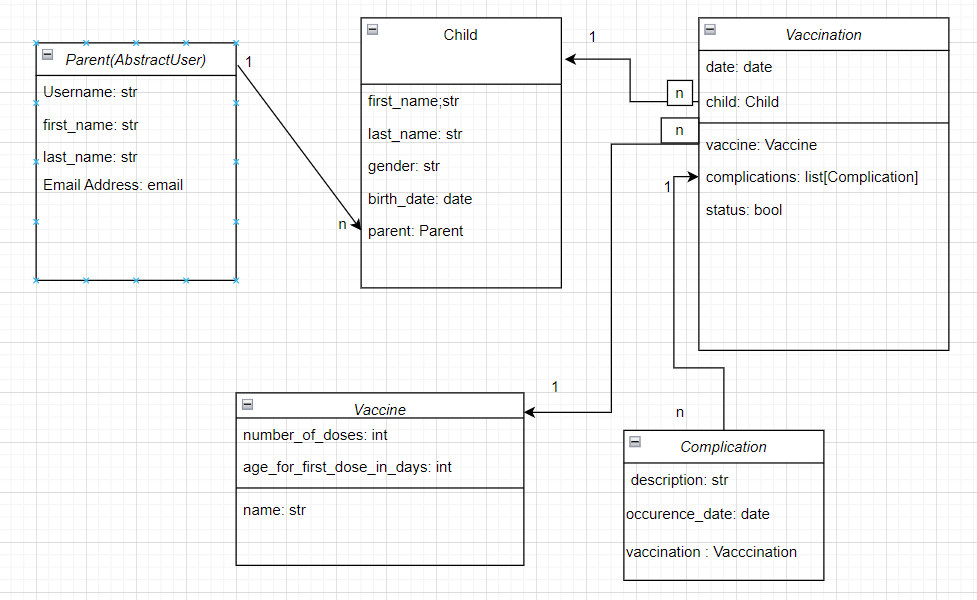 Parent(AbstractUser)
Username: str
first_name: str
last_name: str
Email Address: email
1
n
Child
first_name;str
last_name: str
gender: str
birth_date: date
parent: Parent
1
n
n
Vaccination
date: date
child: Child
vaccine: Vaccine
complications: list[Complication]
status: bool
1
1
n
Vaccine
number_of_doses: int
age_for_first_dose_in_days: int
name: str
Complication
description: str
occurence_date: date
vaccination : Vacccination